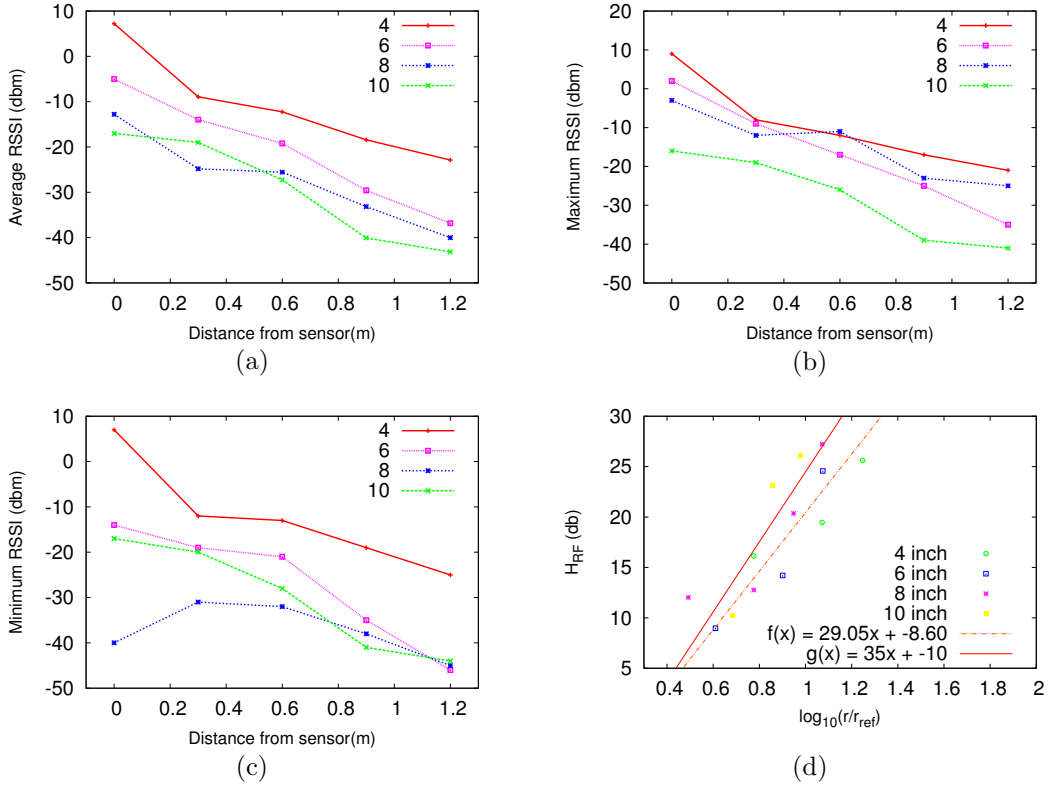 10
0
-10
-20
-30
-40
-50
Average RSSI (dbm)
0 0.2 0.4 0.6 0.8 1 1.2
Distance from sensor(m)
4
6
8
10
(a)
20
10
0
-10
-20
-30
-40
-50
Maximum RSSI (dbm)
0 0.2 0.4 0.6 0.8 1 1.2
Distance from sensor(m)
4
6
8
10
(b)
10
0
-10
-20
-30
-40
-50
Minimum RSSI (dbm)
0 0.2 0.4 0.6 0.8 1 1.2
Distance from sensor(m)
4
6
8
10
(c)
30
25
20
15
10
5
H_RF (db)
0.4 0.6 0.8 1 1.2 1.4 1.6 1.8 2
log_10(r/r_ref)
4 inch
6 inch
8 inch
10 inch
f(x) = 29.05x + -8.60
g(x) = 35x + -10
(d)